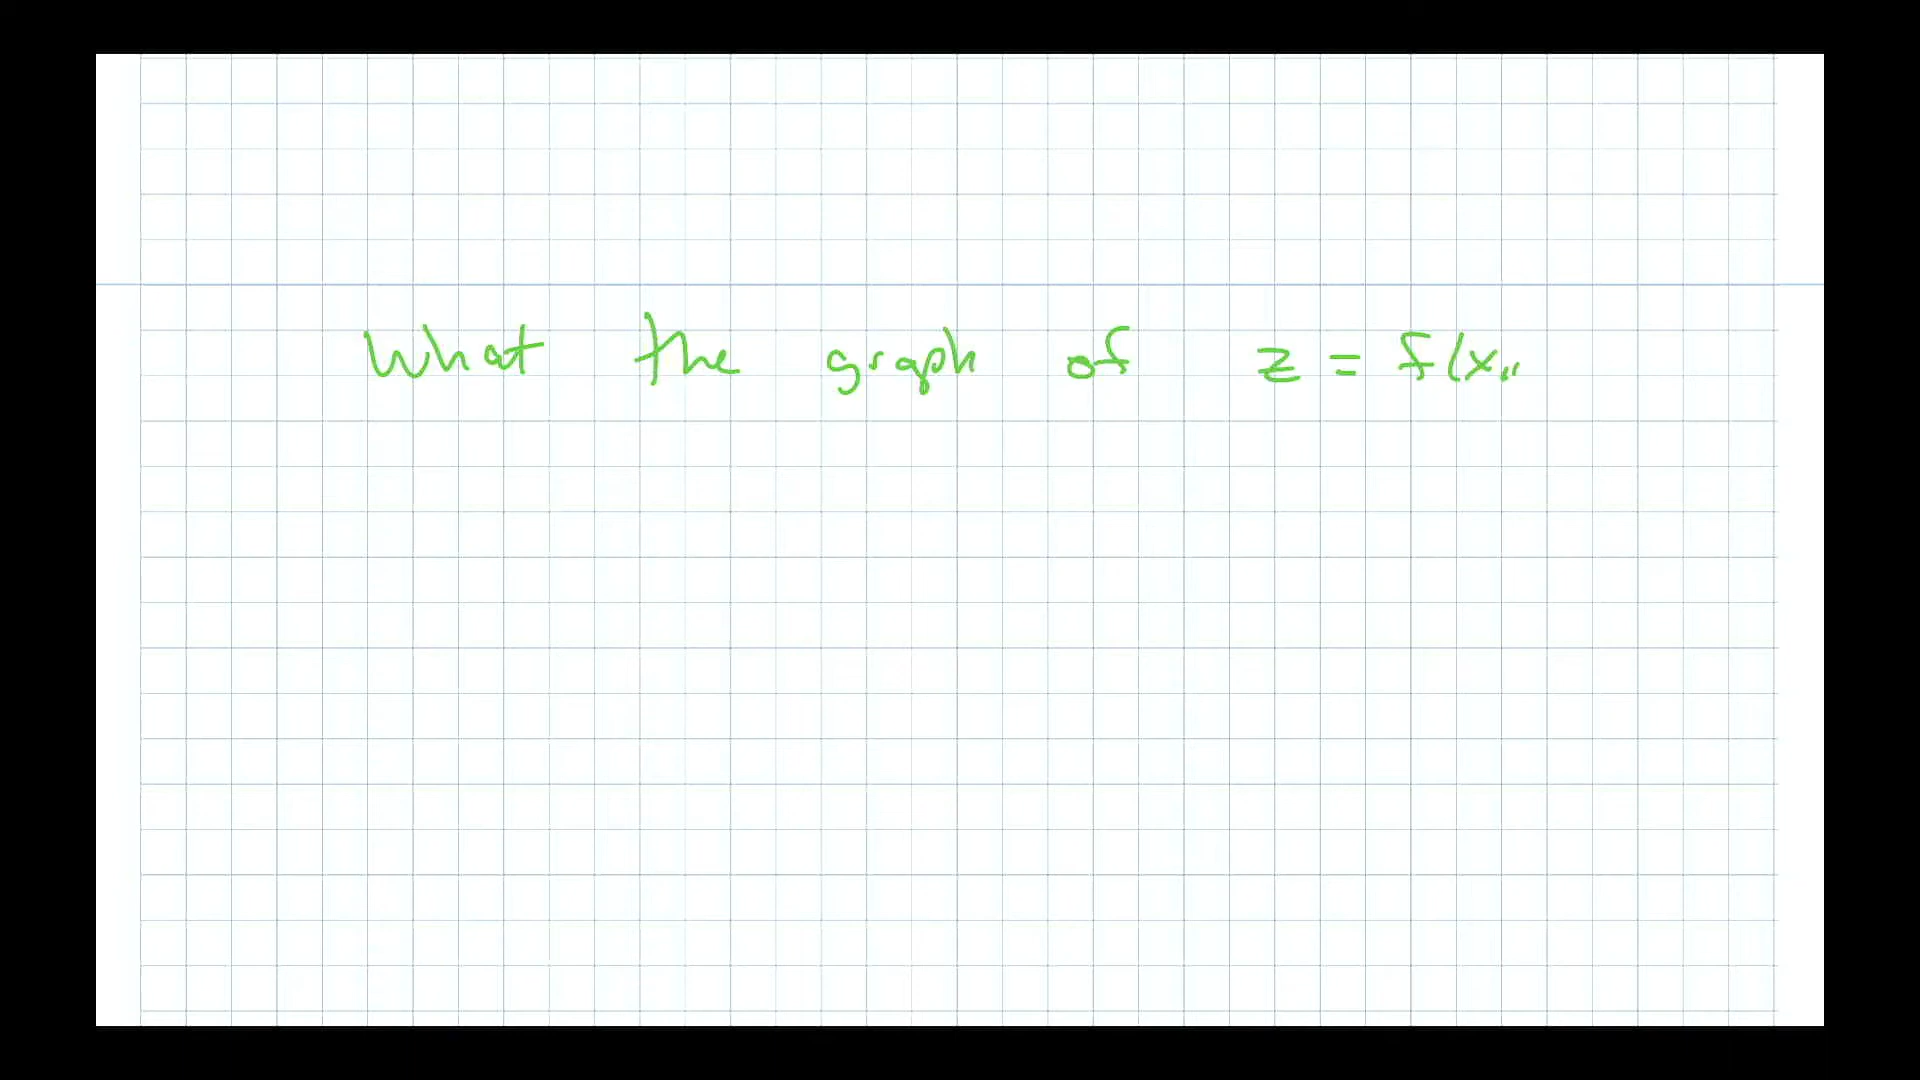 What the graph of z = f(x,